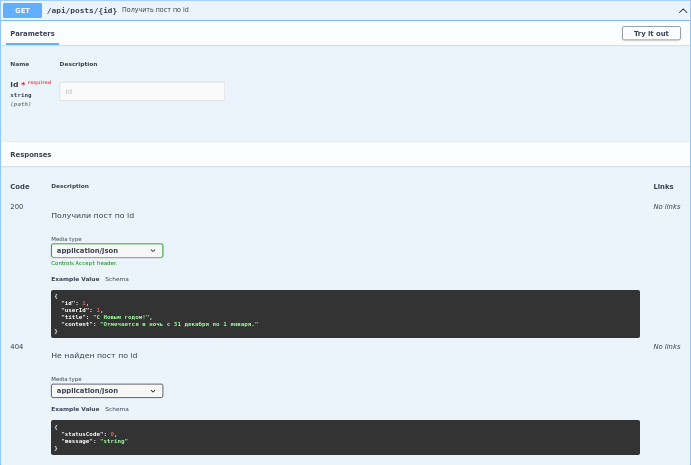 GET /api/posts/{id} Получить пост по id
Parameters
Try it out
Name Description
id * required
string
(path)
id
Responses
Code Description Links
200 No links
Получили пост по id
Media type
application/json
Controls Accept header.
Example Value Schema
{
"id": 1,
"userId": 1,
"title": "С Новым годом!",
"content": "Отмечается в ночь с 31 декабря по 1 января."
}
404 No links
Не найден пост по id
Media type
application/json
Example Value Schema
{
"statusCode": 0,
"message": "string"
}